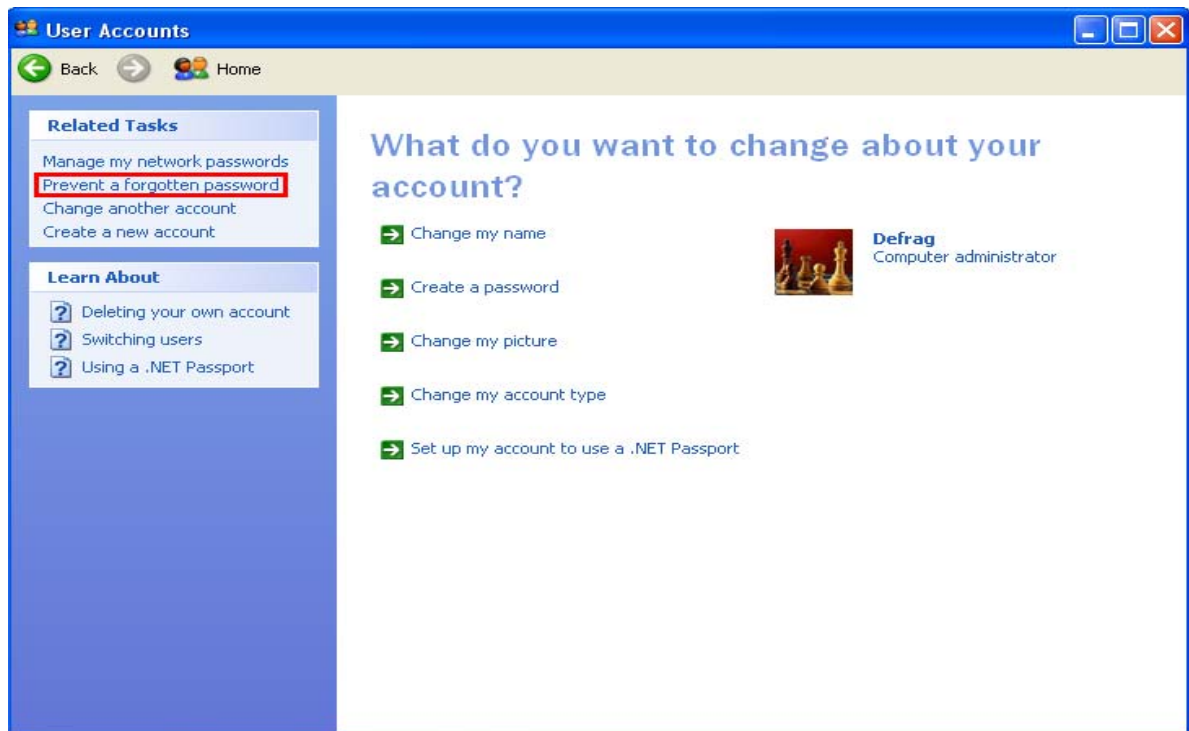 User Accounts
Back Home
Related Tasks
Manage my network passwords
Prevent a forgotten password
Change another account
Create a new account
Learn About
Deleting your own account
Switching users
Using a .NET Passport
What do you want to change about your
account?
Change my name
Create a password
Change my picture
Change my account type
Set up my account to use a .NET Passport
Defrag
Computer administrator